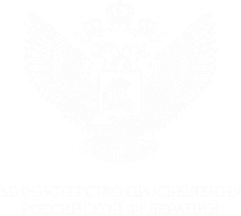 МИНИСТЕРСТВО ПРОСВЕЩЕНИЯ
РОССИЙСКОЙ ФЕДЕРАЦИИ